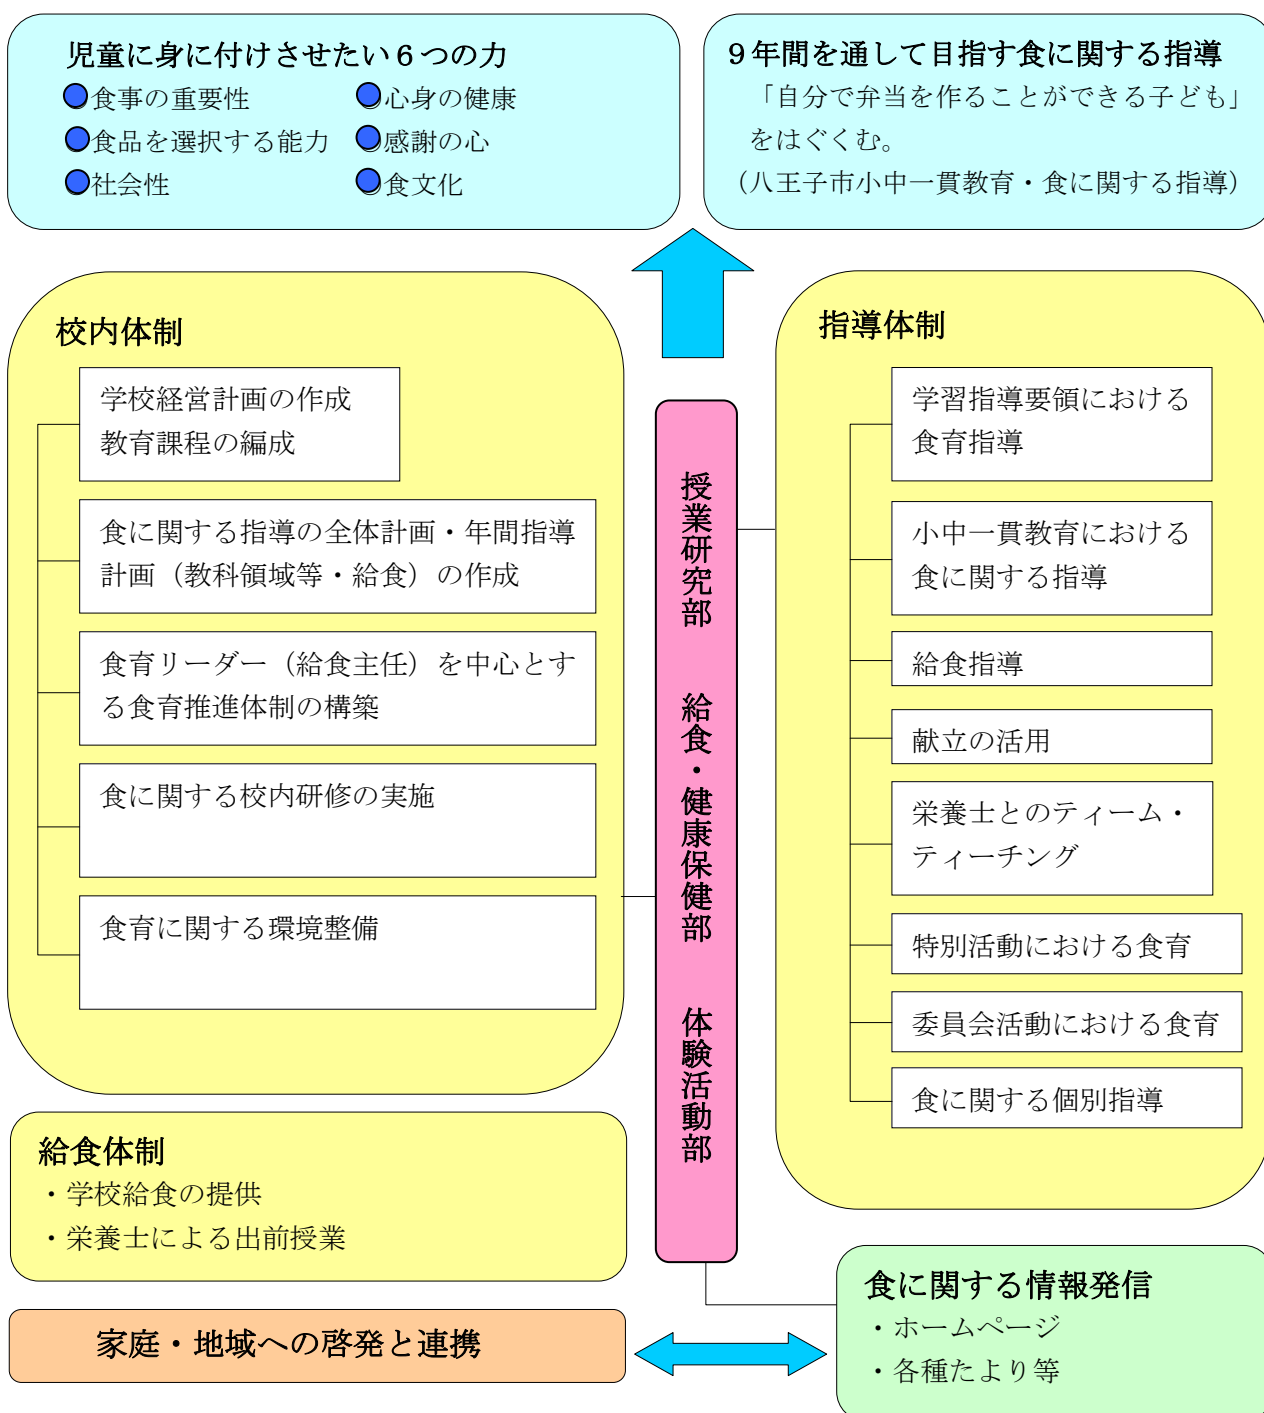 児童に身に付けさせたい６つの力
●食事の重要性
●心身の健康
●食品を選択する能力
●感謝の心
●社会性
●食文化
９年間を通して目指す食に関する指導
「自分で弁当を作ることができる子ども」
をはぐくむ。
（八王子市小中一貫教育・食に関する指導）
校内体制
学校経営計画の作成
教育課程の編成
食に関する指導の全体計画・年間指導
計画（教科領域等・給食）の作成
食育リーダー（給食主任）を中心とす
る食育推進体制の構築
食に関する校内研修の実施
食育に関する環境整備
授業研究部
給食・健康保健部
体験活動部
指導体制
学習指導要領における
食育指導
小中一貫教育における
食に関する指導
給食指導
献立の活用
栄養士とのティーム・
ティーチング
特別活動における食育
委員会活動における食育
食に関する個別指導
給食体制
・学校給食の提供
・栄養士による出前授業
家庭・地域への啓発と連携
食に関する情報発信
・ホームページ
・各種たより等